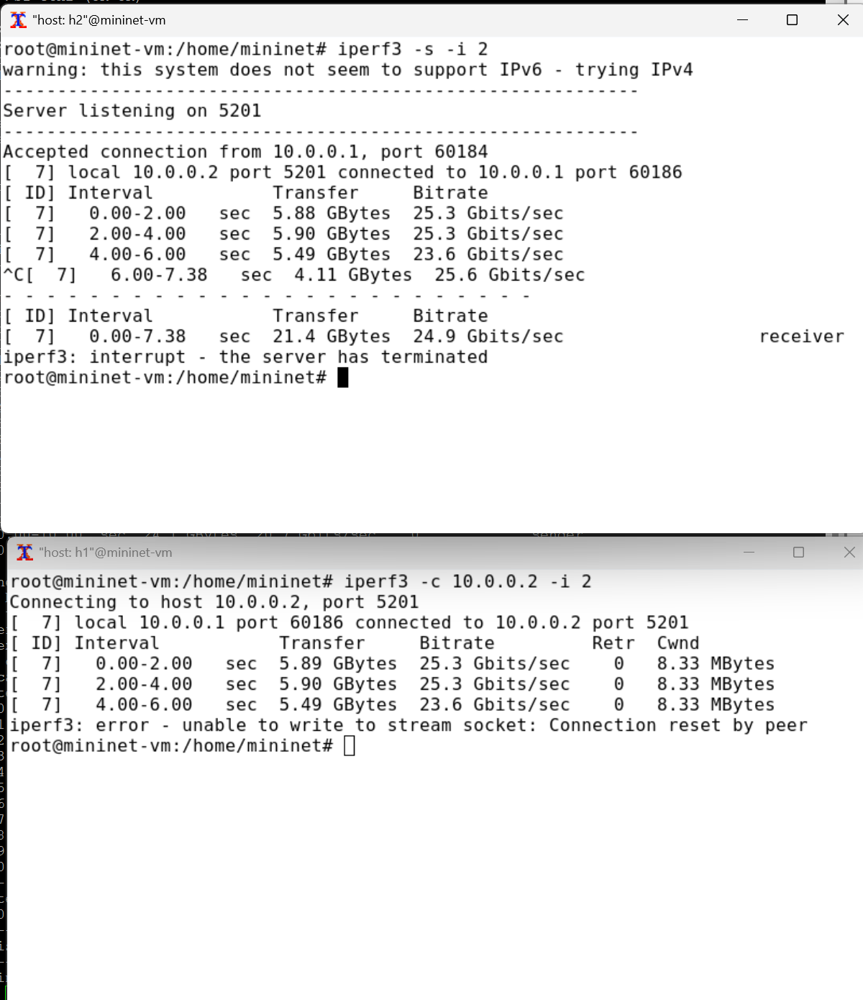 "host: h2"@mininet-vm
root@mininet-vm:/home/mininet# iperf3 -s -i 2
warning: this system does not seem to support IPv6 - trying IPv4
-----------------------------------------------------------
Server listening on 5201
-----------------------------------------------------------
Accepted connection from 10.0.0.1, port 60184
[  7] local 10.0.0.2 port 5201 connected to 10.0.0.1 port 60186
[ ID] Interval           Transfer     Bitrate
[  7]   0.00-2.00   sec  5.88 GBytes  25.3 Gbits/sec
[  7]   2.00-4.00   sec  5.90 GBytes  25.3 Gbits/sec
[  7]   4.00-6.00   sec  5.49 GBytes  23.6 Gbits/sec
^C[  7]   6.00-7.38   sec  4.11 GBytes  25.6 Gbits/sec
- - - - - - - - - - - - - - - - - - - - - - - - -
[ ID] Interval           Transfer     Bitrate
[  7]   0.00-7.38   sec  21.4 GBytes  24.9 Gbits/sec                  receiver
iperf3: interrupt - the server has terminated
root@mininet-vm:/home/mininet#
"host: h1"@mininet-vm
root@mininet-vm:/home/mininet# iperf3 -c 10.0.0.2 -i 2
Connecting to host 10.0.0.2, port 5201
[  7] local 10.0.0.1 port 60186 connected to 10.0.0.2 port 5201
[ ID] Interval           Transfer     Bitrate         Retr  Cwnd
[  7]   0.00-2.00   sec  5.89 GBytes  25.3 Gbits/sec    0   8.33 MBytes
[  7]   2.00-4.00   sec  5.90 GBytes  25.3 Gbits/sec    0   8.33 MBytes
[  7]   4.00-6.00   sec  5.49 GBytes  23.6 Gbits/sec    0   8.33 MBytes
iperf3: error - unable to write to stream socket: Connection reset by peer
root@mininet-vm:/home/mininet#